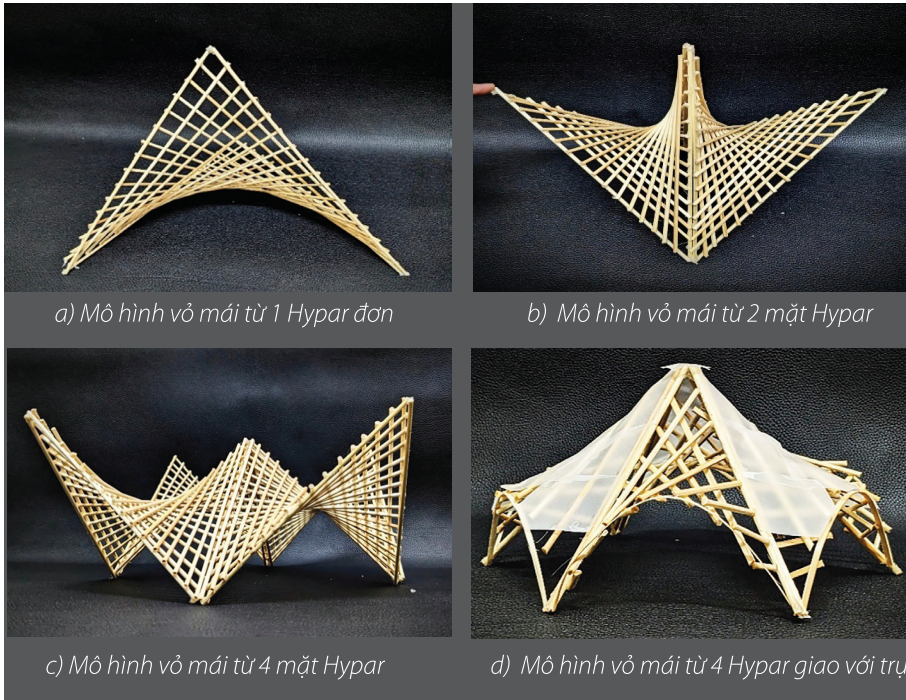 a) Mô hình vỏ mái từ 1 Hypar đơn
b) Mô hình vỏ mái từ 2 mặt Hypar
c) Mô hình vỏ mái từ 4 mặt Hypar
d) Mô hình vỏ mái từ 4 Hypar giao với trụ